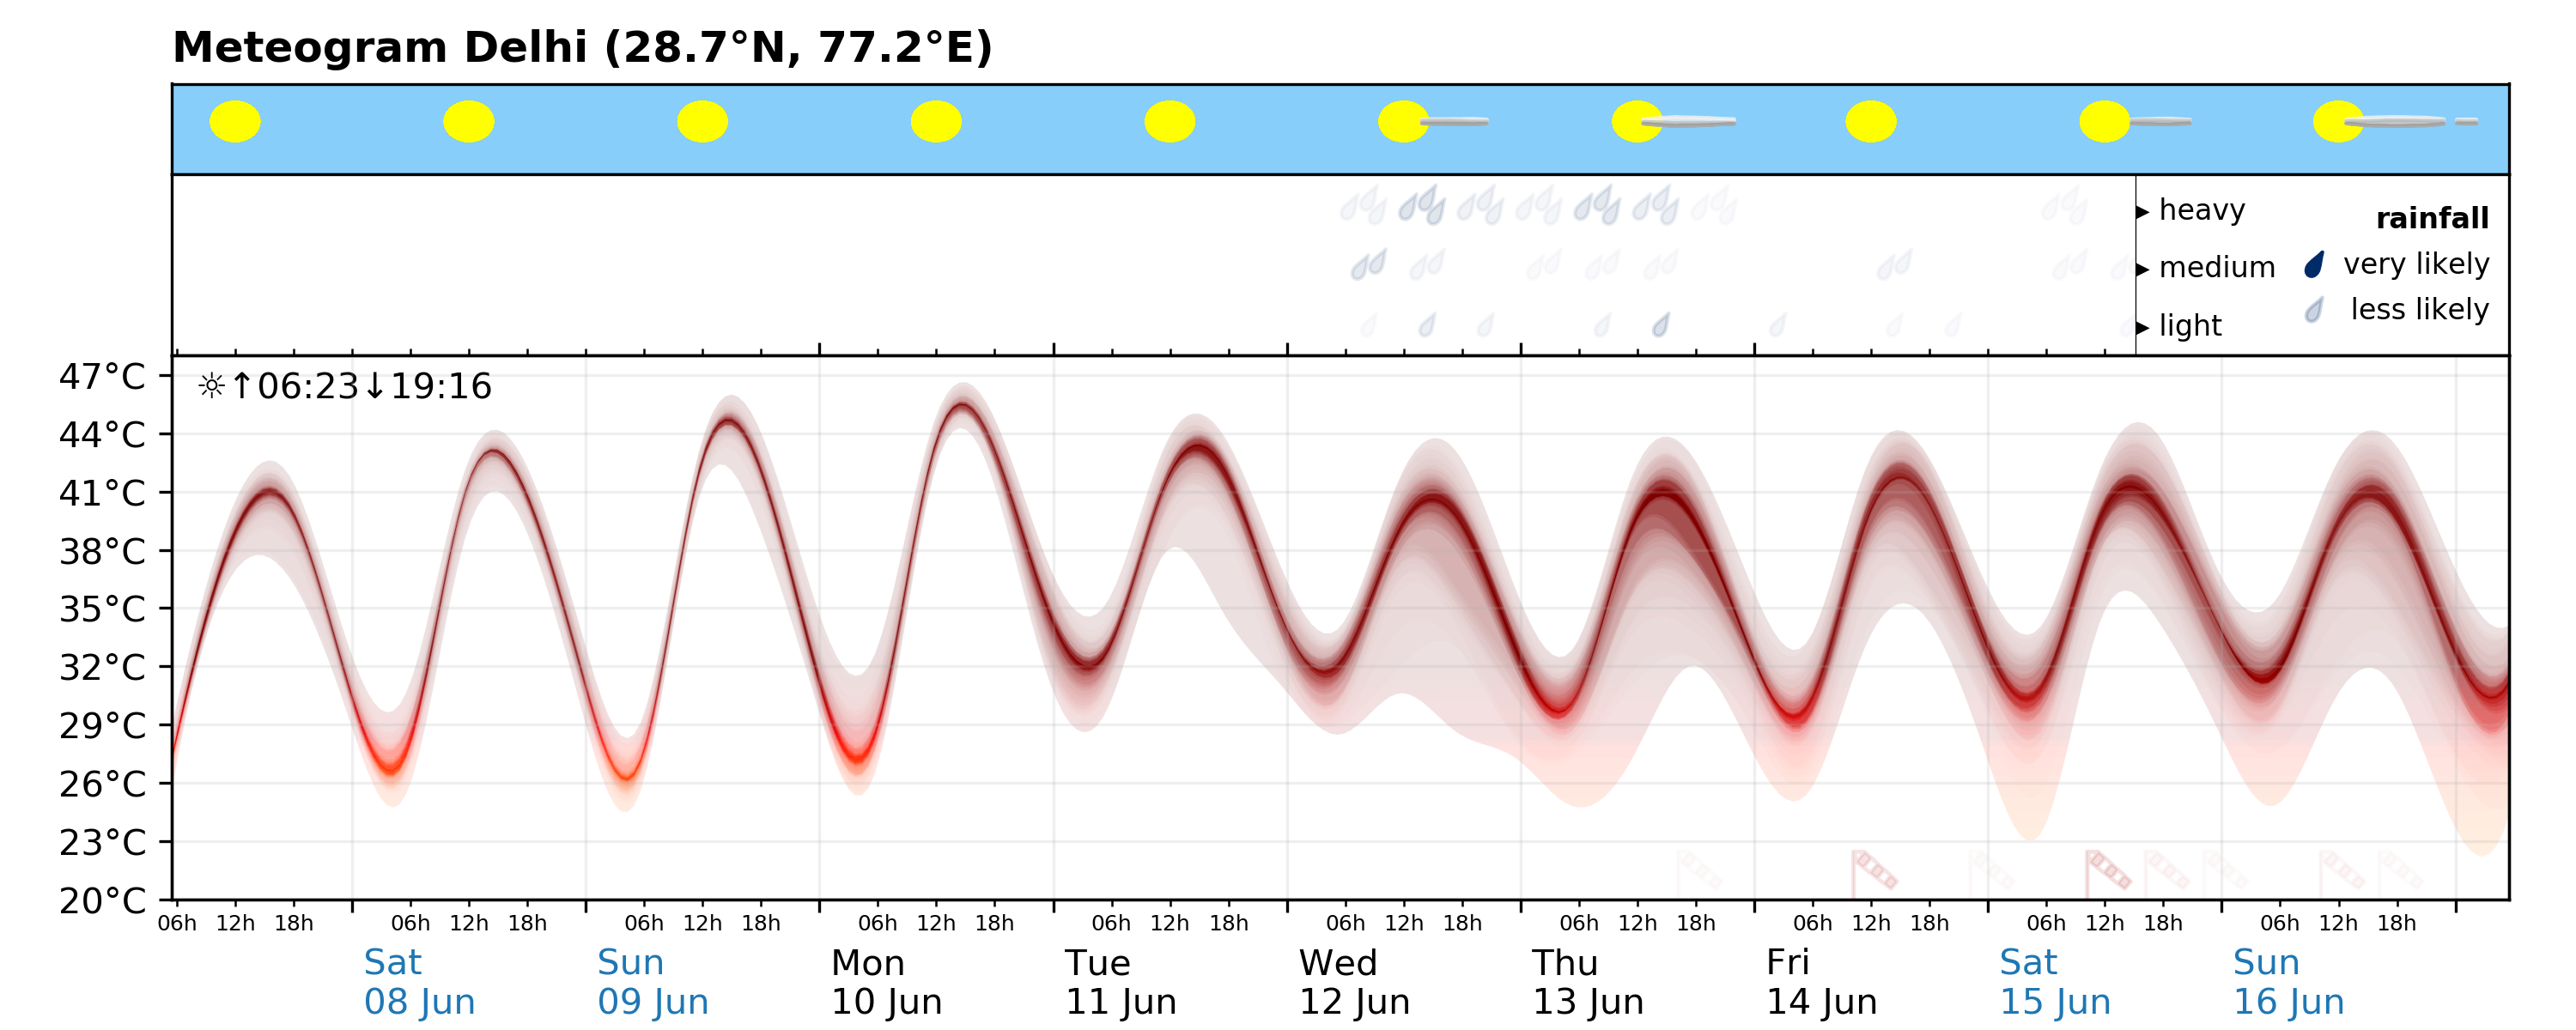 Meteogram Delhi (28.7°N, 77.2°E)
▸ heavy
rainfall
▸ medium
very likely
less likely
▸ light
☼↑06:23↓19:16
47°C
44°C
41°C
38°C
35°C
32°C
29°C
26°C
23°C
20°C
06h 12h 18h 06h 12h 18h 06h 12h 18h 06h 12h 18h 06h 12h 18h 06h 12h 18h 06h 12h 18h 06h 12h 18h 06h 12h 18h 06h 12h 18h
Sat Sun Mon Tue Wed Thu Fri Sat Sun
08 Jun 09 Jun 10 Jun 11 Jun 12 Jun 13 Jun 14 Jun 15 Jun 16 Jun